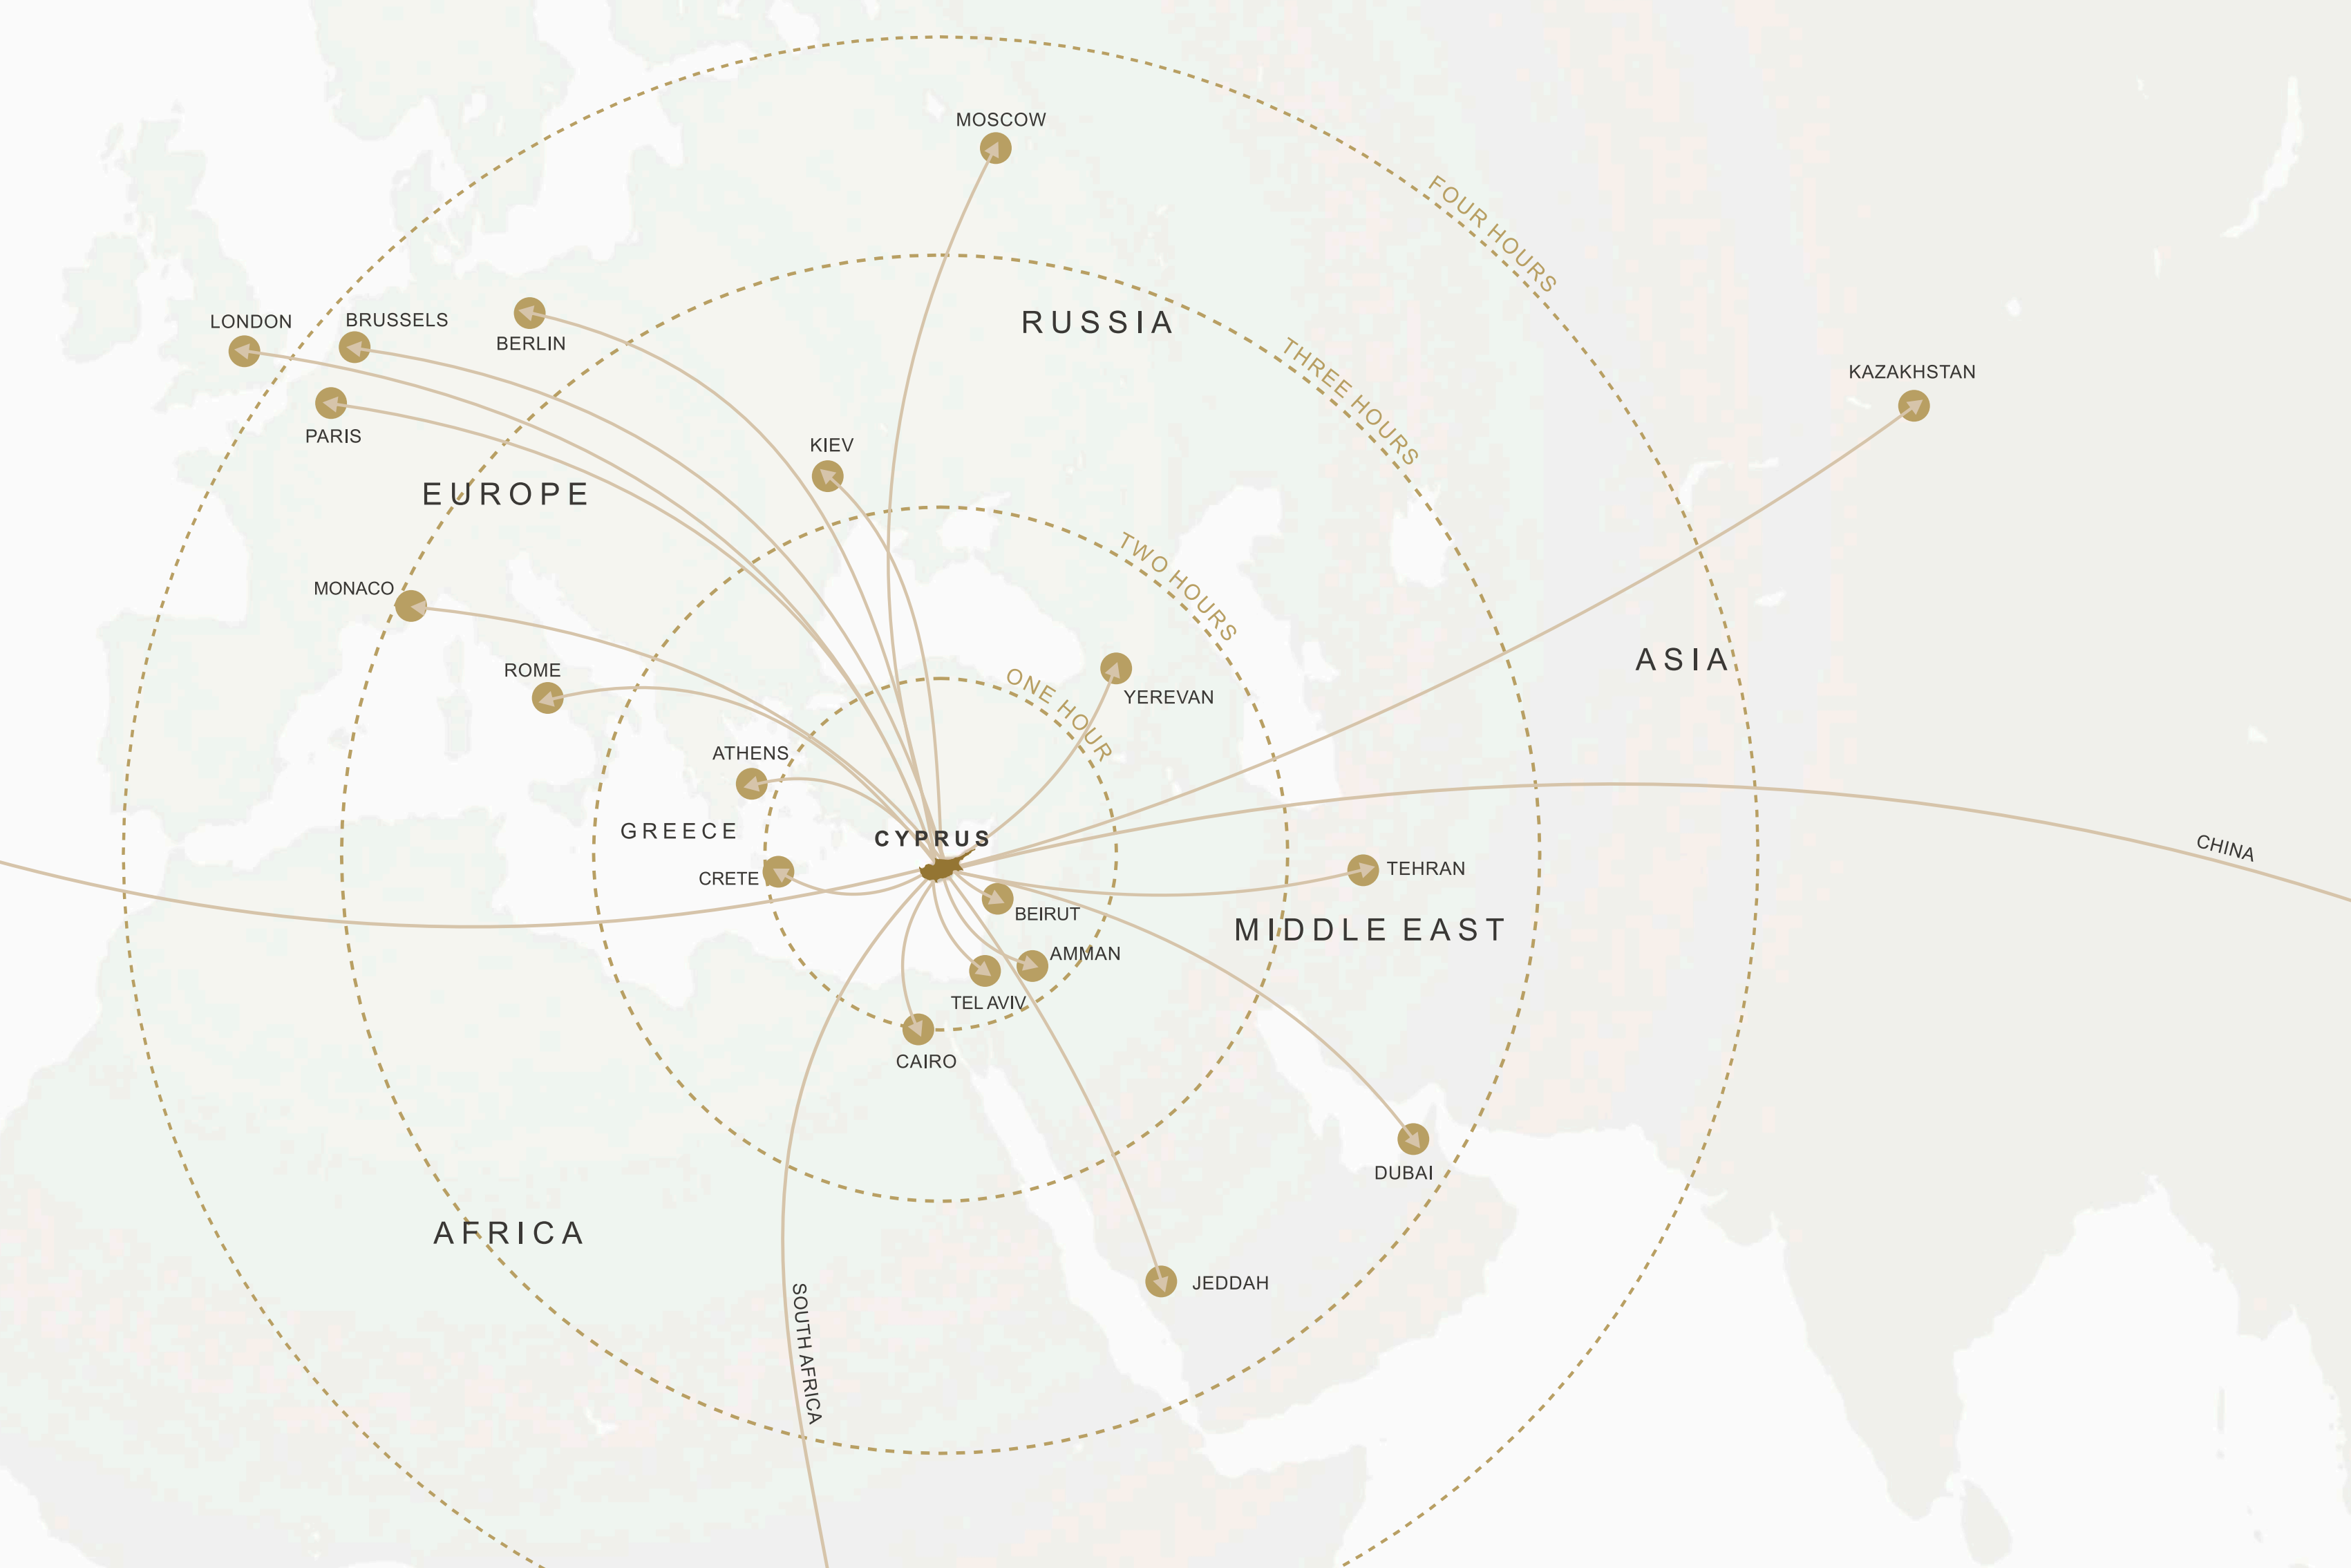 MOSCOW
FOUR HOURS
RUSSIA
LONDON
BRUSSELS
BERLIN
THREE HOURS
KAZAKHSTAN
PARIS
KIEV
EUROPE
TWO HOURS
MONACO
ROME
ONE HOUR
YEREVAN
ASIA
ATHENS
GREECE
CYPRUS
CHINA
CRETE
TEHRAN
BEIRUT
MIDDLE EAST
AMMAN
TEL AVIV
CAIRO
DUBAI
AFRICA
JEDDAH
SOUTH AFRICA